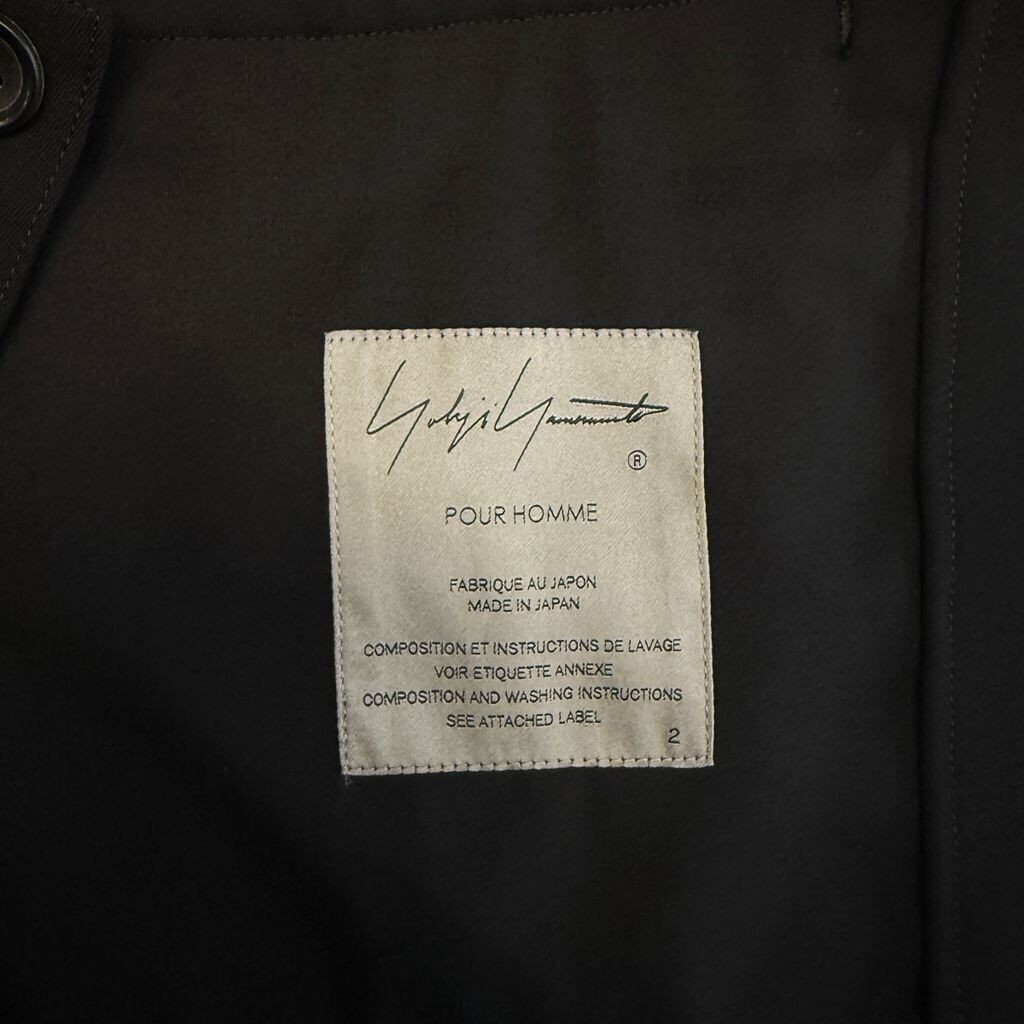 Yohji Yamamoto
®
POUR HOMME
FABRIQUE AU JAPON
MADE IN JAPAN
COMPOSITION ET INSTRUCTIONS DE LAVAGE
VOIR ETIQUETTE ANNEXE
COMPOSITION AND WASHING INSTRUCTIONS
SEE ATTACHED LABEL
2